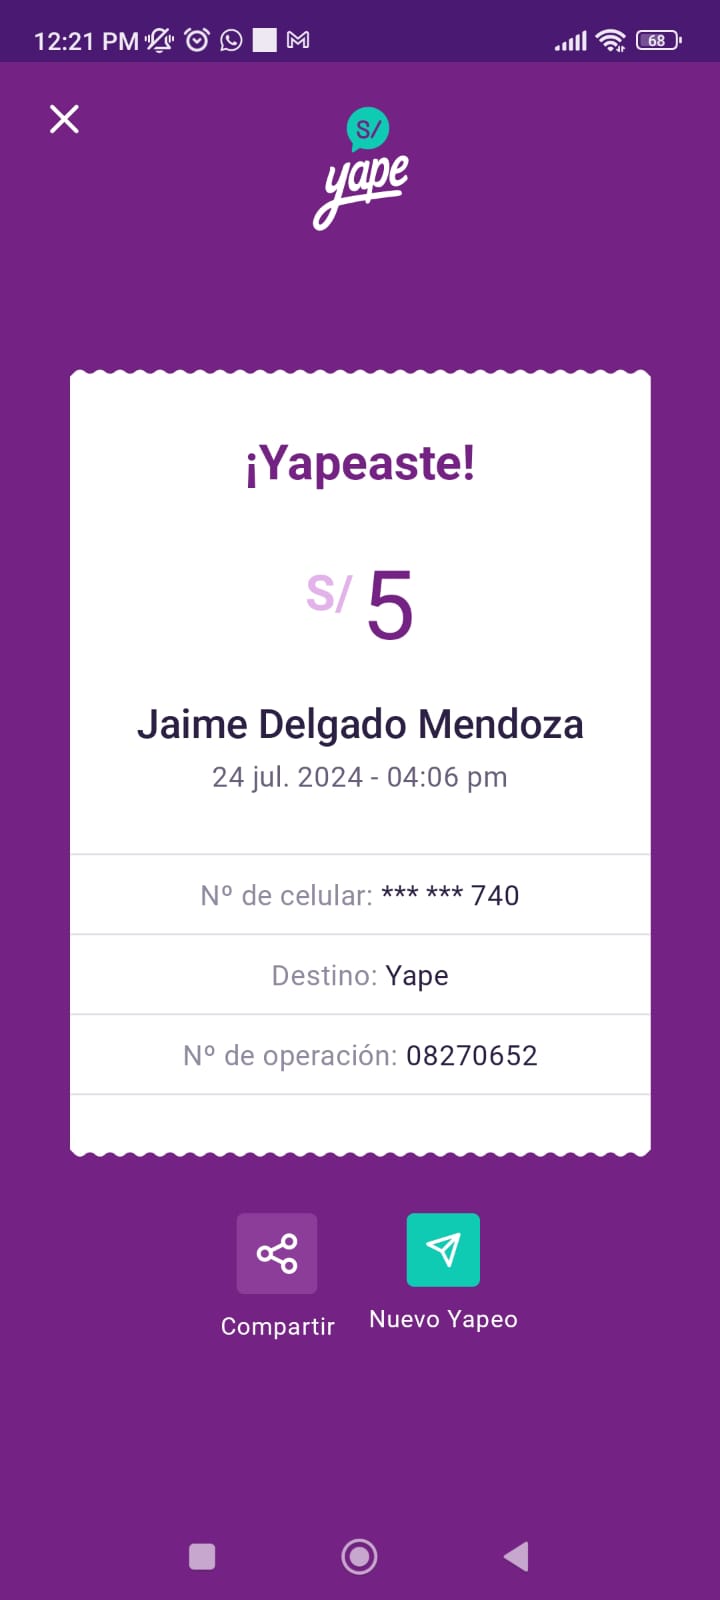 12:21 PM 68
S/
yape
¡Yapeaste!
S/ 5
Jaime Delgado Mendoza
24 jul. 2024 - 04:06 pm
Nº de celular: *** *** 740
Destino: Yape
Nº de operación: 08270652
Compartir Nuevo Yapeo